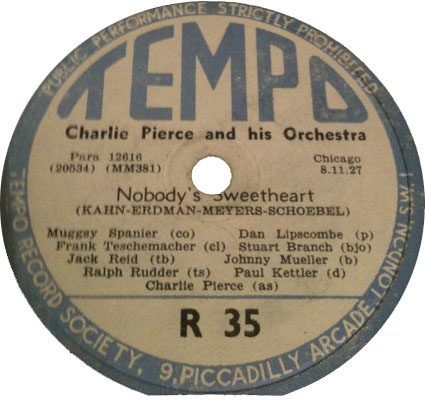 PUBLIC PERFORMANCE STRICTLY PROHIBITED
TEMPO
Charlie Pierce and his Orchestra
Para 12616 Chicago
(20534) (MM381) 8.11.27
Nobody's Sweetheart
(KAHN-ERDMAN-MEYERS-SCHOEBEL)
Muggsy Spanier (co) Dan Lipscombe (p)
Frank Teschemacher (cl) Stuart Branch (bjo)
Jack Reid (tb) Johnny Mueller (b)
Ralph Rudder (ts) Paul Kettler (d)
Charlie Pierce (as)
R 35
TEMPO RECORD SOCIETY, 9, PICCADILLY ARCADE, LONDON, S.W.1